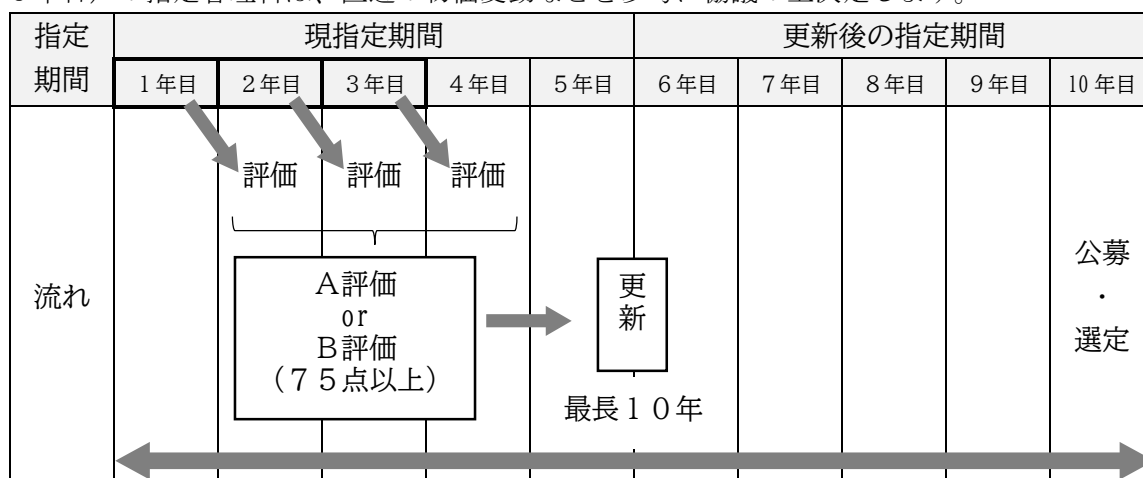 指定期間
現指定期間
更新後の指定期間
1年目
2年目
3年目
4年目
5年目
6年目
7年目
8年目
9年目
10年目
流れ
評価
評価
評価
A評価
or
B評価
(75点以上)
更新
最長10年
公募
・
選定